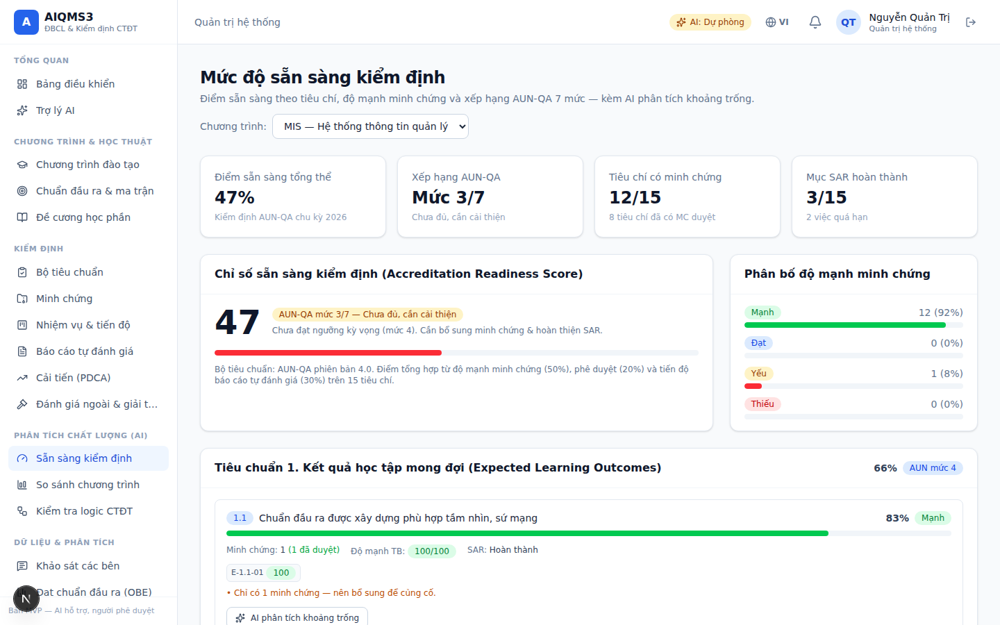 A
AIQMS3
ĐBCL & Kiểm định CTĐT
TỔNG QUAN
Bảng điều khiển
Trợ lý AI
CHƯƠNG TRÌNH & HỌC THUẬT
Chương trình đào tạo
Chuẩn đầu ra & ma trận
Đề cương học phần
KIỂM ĐỊNH
Bộ tiêu chuẩn
Minh chứng
Nhiệm vụ & tiến độ
Báo cáo tự đánh giá
Cải tiến (PDCA)
Đánh giá ngoài & giải t...
PHÂN TÍCH CHẤT LƯỢNG (AI)
Sẵn sàng kiểm định
So sánh chương trình
Kiểm tra logic CTĐT
DỮ LIỆU & PHÂN TÍCH
Khảo sát các bên
Đạt chuẩn đầu ra (OBE)
N
— AI hỗ trợ, người phê duyệt
Quản trị hệ thống
AI: Dự phòng
VI
QT
Nguyễn Quản Trị
Quản trị hệ thống
Mức độ sẵn sàng kiểm định
Điểm sẵn sàng theo tiêu chí, độ mạnh minh chứng và xếp hạng AUN-QA 7 mức — kèm AI phân tích khoảng trống.
Chương trình: MIS — Hệ thống thông tin quản lý
Điểm sẵn sàng tổng thể
47%
Kiểm định AUN-QA chu kỳ 2026
Xếp hạng AUN-QA
Mức 3/7
Chưa đủ, cần cải thiện
Tiêu chí có minh chứng
12/15
8 tiêu chí đã có MC duyệt
Mục SAR hoàn thành
3/15
2 việc quá hạn
Chỉ số sẵn sàng kiểm định (Accreditation Readiness Score)
47
AUN-QA mức 3/7 — Chưa đủ, cần cải thiện
Chưa đạt ngưỡng kỳ vọng (mức 4). Cần bổ sung minh chứng & hoàn thiện SAR.
Bộ tiêu chuẩn: AUN-QA phiên bản 4.0. Điểm tổng hợp từ độ mạnh minh chứng (50%), phê duyệt (20%) và tiến độ
báo cáo tự đánh giá (30%) trên 15 tiêu chí.
Phân bố độ mạnh minh chứng
Mạnh 12 (92%)
Đạt 0 (0%)
Yếu 1 (8%)
Thiếu 0 (0%)
Tiêu chuẩn 1. Kết quả học tập mong đợi (Expected Learning Outcomes) 66% AUN mức 4
1.1 Chuẩn đầu ra được xây dựng phù hợp tầm nhìn, sứ mạng 83% Mạnh
Minh chứng: 1 (1 đã duyệt) Độ mạnh TB: 100/100 SAR: Hoàn thành
E-1.1-01 100
• Chỉ có 1 minh chứng — nên bổ sung để củng cố.
AI phân tích khoảng trống